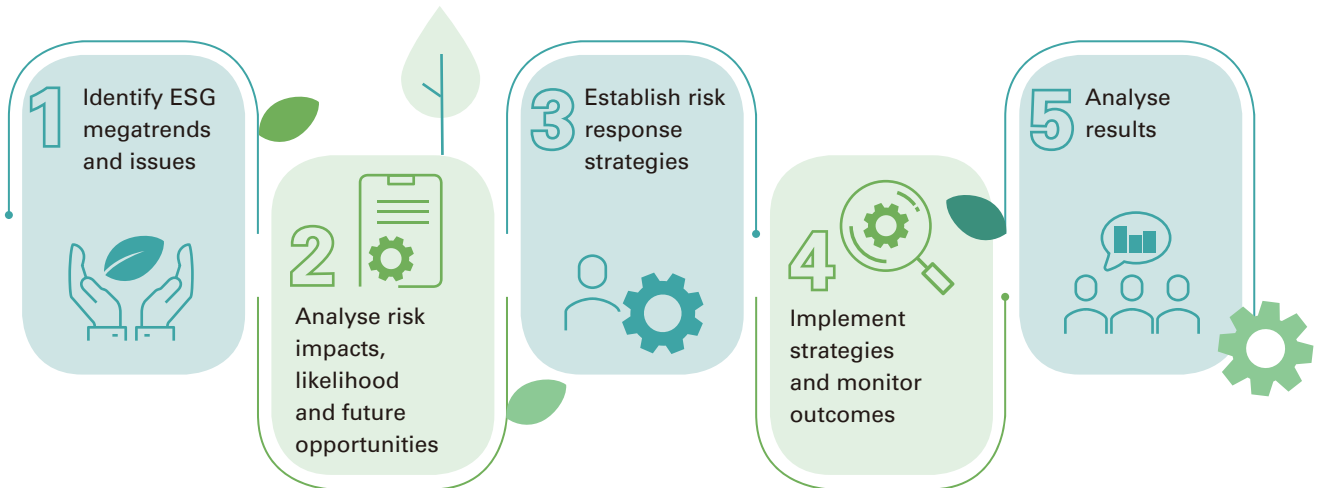 1
Identify ESG
megatrends
and issues
2
Analyse risk
impacts,
likelihood
and future
opportunities
3
Establish risk
response
strategies
4
Implement
strategies
and monitor
outcomes
5
Analyse
results